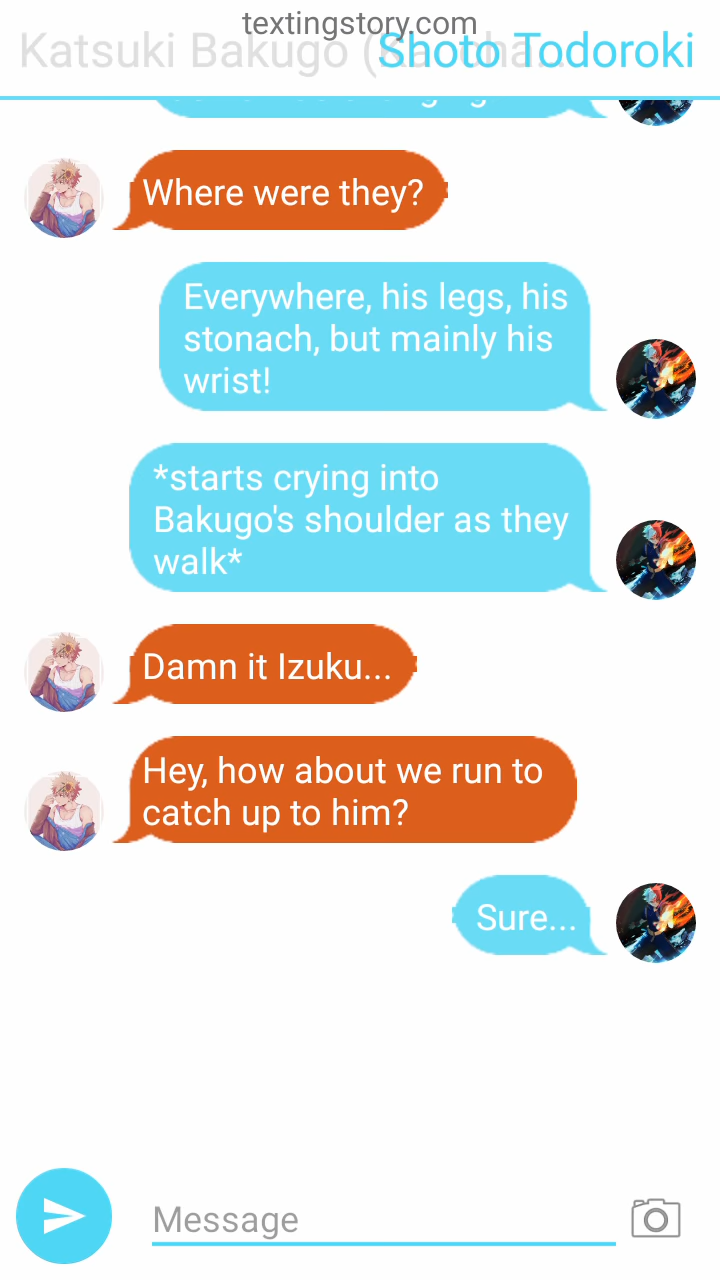 textingstory.com
Katsuki Bakugo (
Shoto Todoroki
Where were they?
Everywhere, his legs, his
stonach, but mainly his
wrist!
*starts crying into
Bakugo's shoulder as they
walk*
Damn it Izuku...
Hey, how about we run to
catch up to him?
Sure...
Message